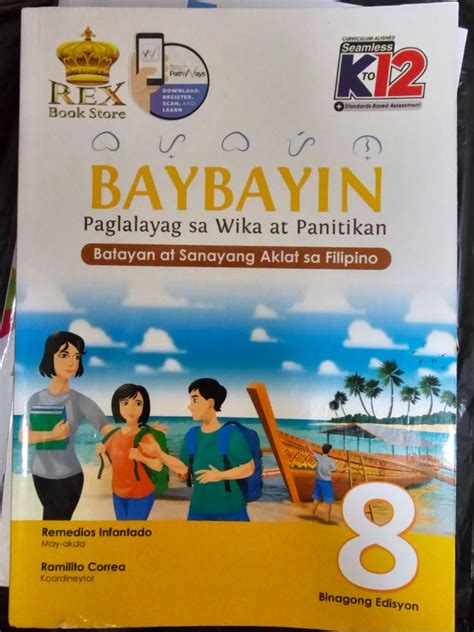 REX
Book Store
PathWays
DOWNLOAD,
REGISTER,
SCAN, AND
LEARN
CURRICULUM-ALIGNED
Seamless
K TO 12
+Standards-Based Assessment
BAYBAYIN
Paglalayag sa Wika at Panitikan
Batayan at Sanayang Aklat sa Filipino
Remedios Infantado
May-akda
Ramilito Correa
Koordineytor
8
Binagong Edisyon